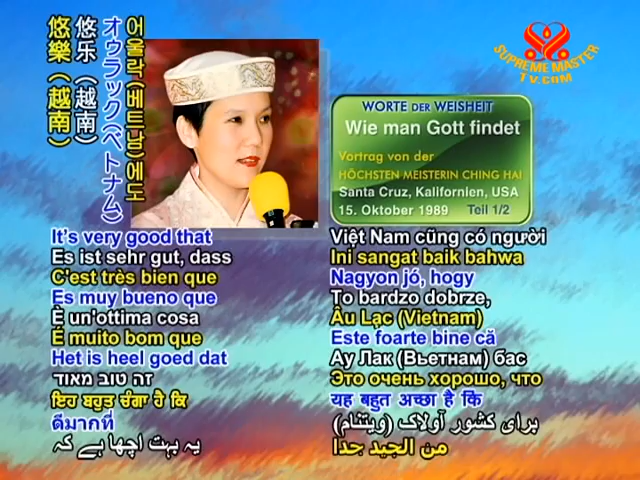 悠樂（越南）
悠乐（越南）
オゥラック(ベトナム)
어울락(베트남)에도
SUPREME MASTER
TV.COM
WORTE DER WEISHEIT
Wie man Gott findet
Vortrag von der
HÖCHSTEN MEISTERIN CHING HAI
Santa Cruz, Kalifornien, USA
15. Oktober 1989 Teil 1/2
It's very good that
Es ist sehr gut, dass
C'est très bien que
Es muy bueno que
È un'ottima cosa
É muito bom que
Het is heel goed dat
זה טוב מאוד
ਇਹ ਬਹੁਤ ਚੰਗਾ ਹੈ ਕਿ
ดีมากที่
یہ بہت اچھا ہے کہ
Việt Nam cũng có người
Ini sangat baik bahwa
Nagyon jó, hogy
To bardzo dobrze,
Âu Lạc (Vietnam)
Este foarte bine că
Ау Лак (Вьетнам) бас
Это очень хорошо, что
यह बहुत अच्छा है कि
برای کشور آولاک (ویتنام)
من الجيد جدا